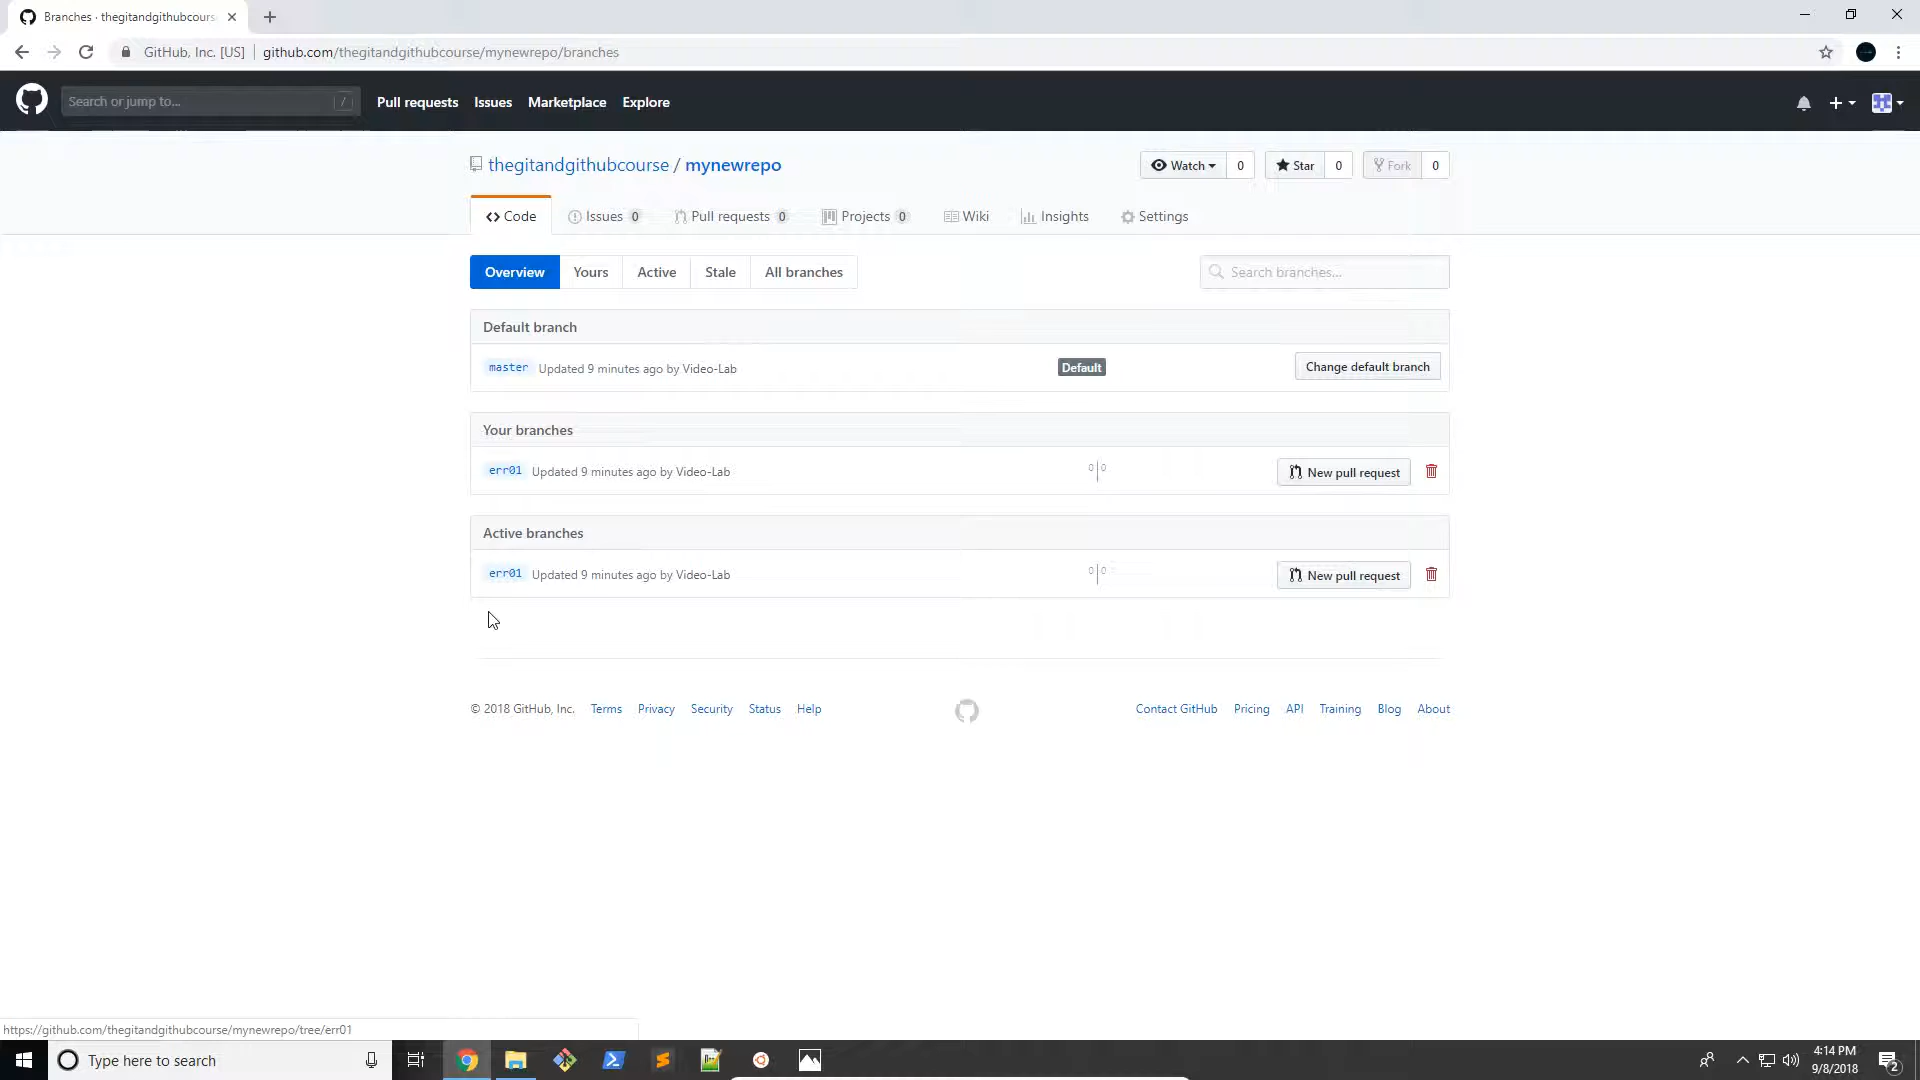 Branches · thegitandgithubcours
GitHub, Inc. [US] github.com/thegitandgithubcourse/mynewrepo/branches
Search or jump to... / Pull requests Issues Marketplace Explore
thegitandgithubcourse / mynewrepo Watch 0 Star 0 Fork 0
Code Issues 0 Pull requests 0 Projects 0 Wiki Insights Settings
Overview Yours Active Stale All branches Search branches...
Default branch
master Updated 9 minutes ago by Video-Lab Default Change default branch
Your branches
err01 Updated 9 minutes ago by Video-Lab 0 0 New pull request
Active branches
err01 Updated 9 minutes ago by Video-Lab 0 0 New pull request
© 2018 GitHub, Inc. Terms Privacy Security Status Help Contact GitHub Pricing API Training Blog About
https://github.com/thegitandgithubcourse/mynewrepo/tree/err01
Type here to search 4:14 PM
9/8/2018 2